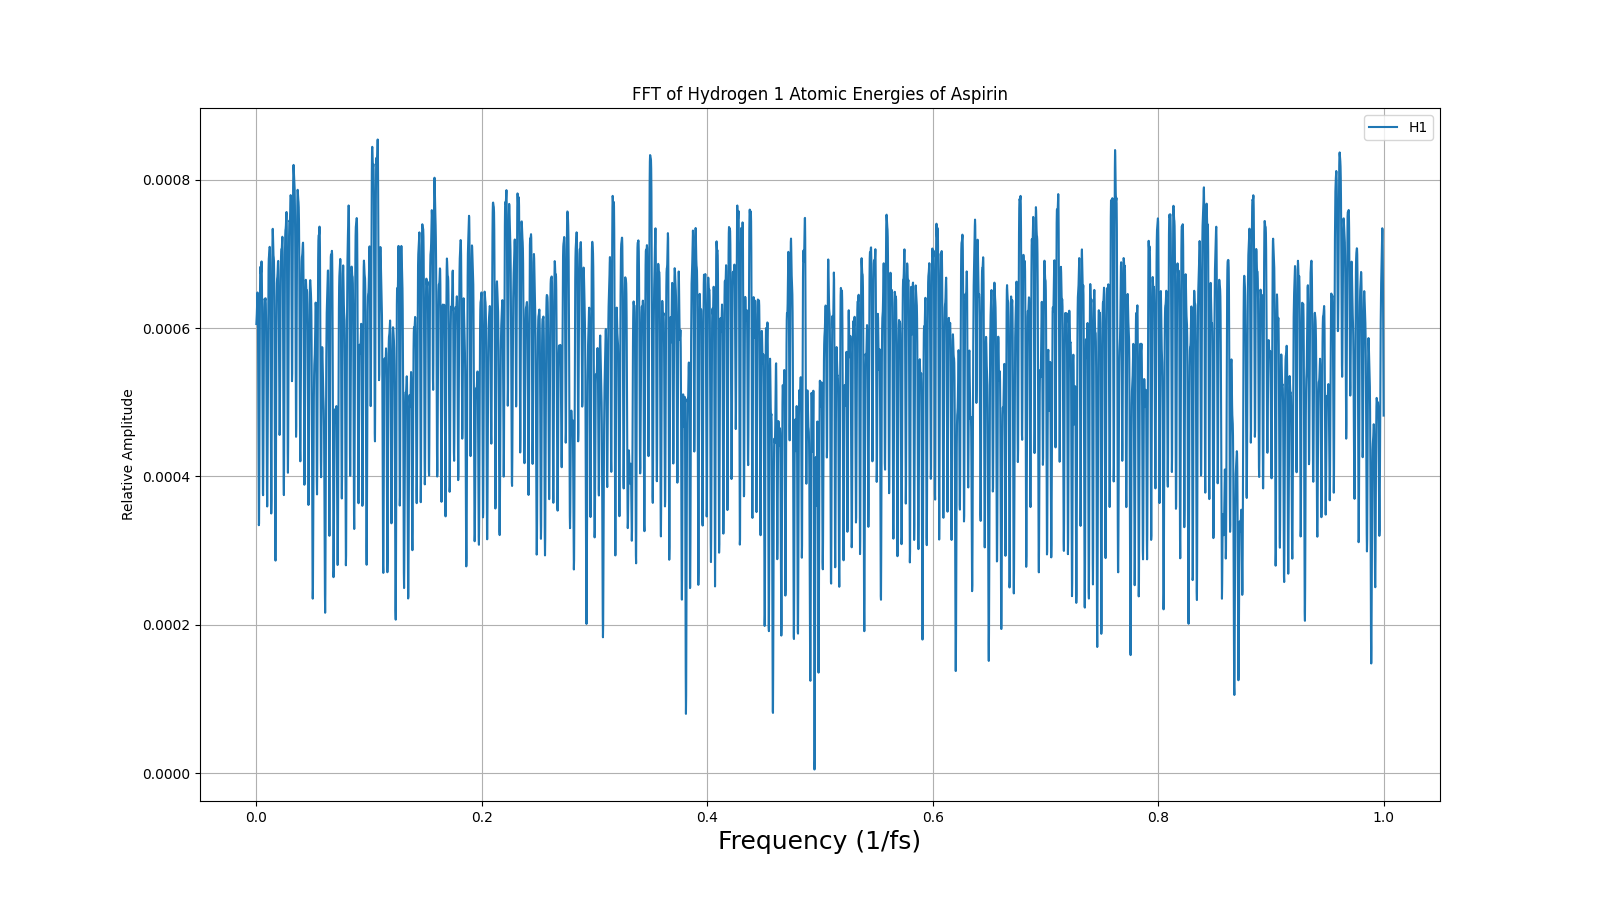 FFT of Hydrogen 1 Atomic Energies of Aspirin
H1
Relative Amplitude
0.0008
0.0006
0.0004
0.0002
0.0000
0.0 0.2 0.4 0.6 0.8 1.0
Frequency (1/fs)